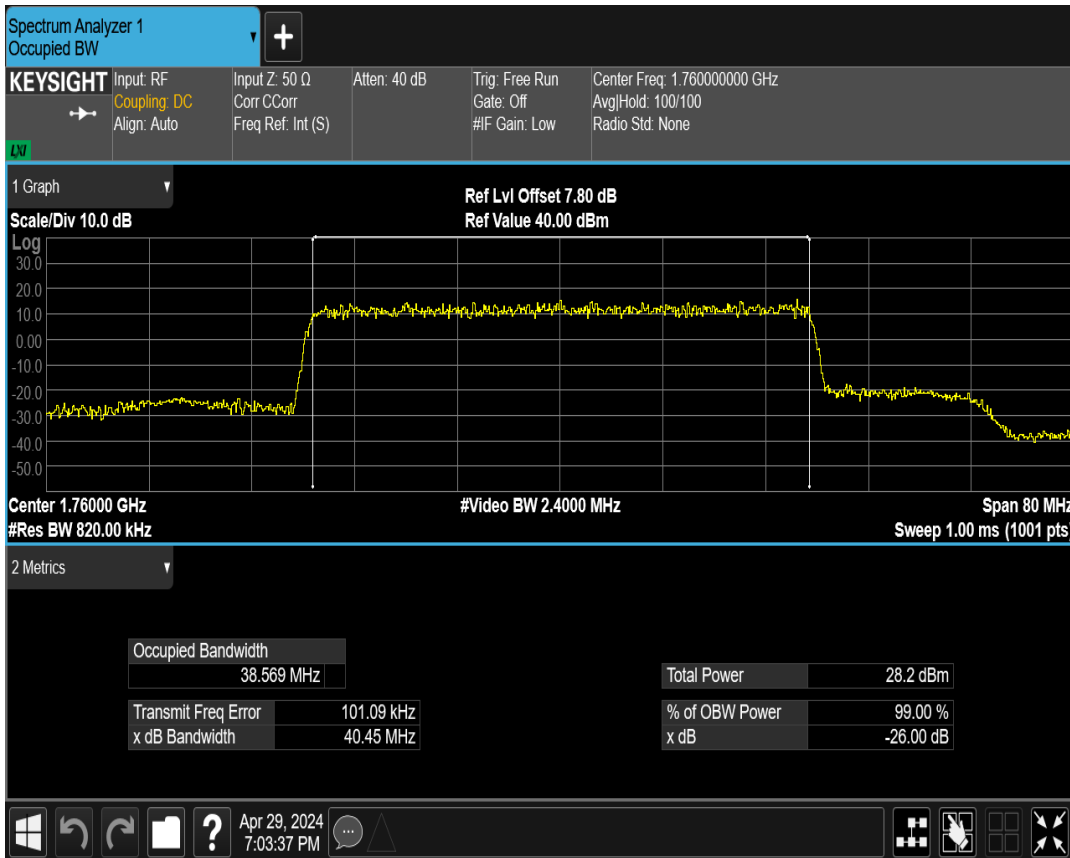 Spectrum Analyzer 1
Occupied BW
+
KEYSIGHT
LXI
Input: RF
Coupling: DC
Align: Auto
Input Z: 50 Ω
Corr CCorr
Freq Ref: Int (S)
Atten: 40 dB
Trig: Free Run
Gate: Off
#IF Gain: Low
Center Freq: 1.760000000 GHz
Avg|Hold: 100/100
Radio Std: None
1 Graph
Scale/Div 10.0 dB
Ref Lvl Offset 7.80 dB
Ref Value 40.00 dBm
Log
30.0
20.0
10.0
0.00
-10.0
-20.0
-30.0
-40.0
-50.0
Center 1.76000 GHz
#Video BW 2.4000 MHz
Span 80 MHz
#Res BW 820.00 kHz
Sweep 1.00 ms (1001 pts)
2 Metrics
Occupied Bandwidth
38.569 MHz
Transmit Freq Error 101.09 kHz
x dB Bandwidth 40.45 MHz
Total Power 28.2 dBm
% of OBW Power 99.00 %
x dB -26.00 dB
?
Apr 29, 2024
7:03:37 PM